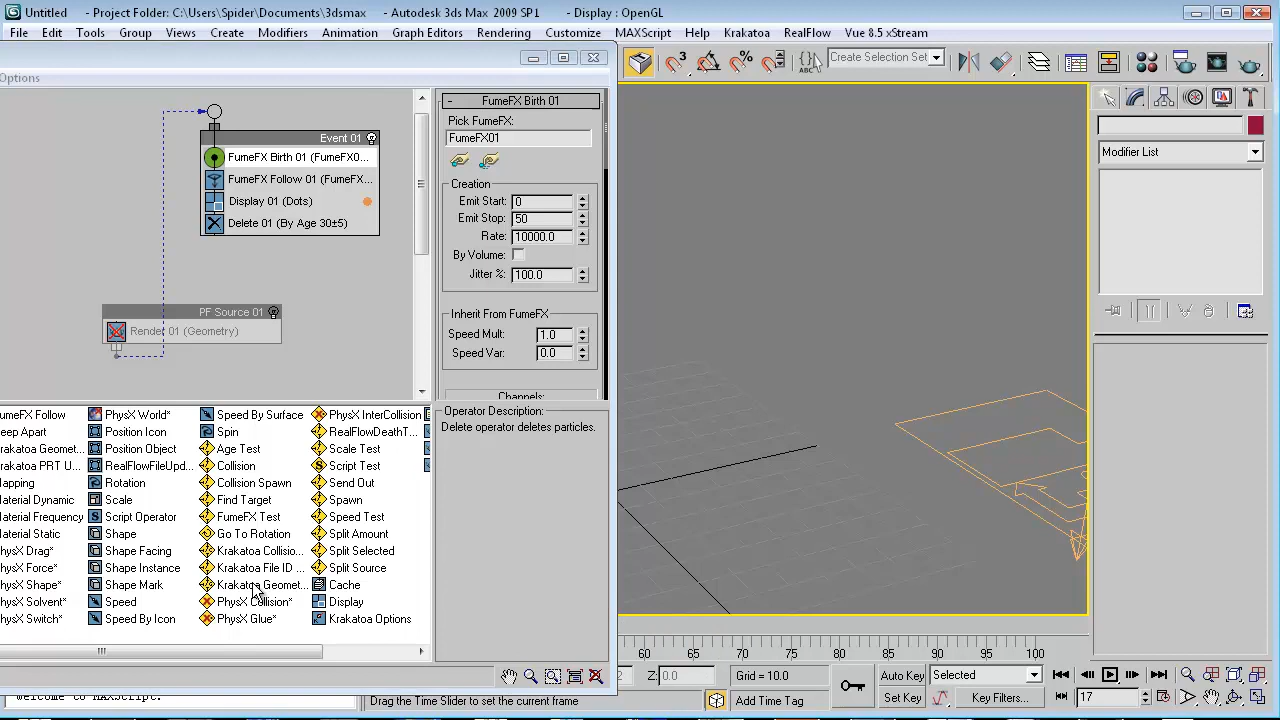 Untitled - Project Folder: C:\Users\Spider\Documents\3dsmax - Autodesk 3ds Max 2009 SP1 - Display : OpenGL
File Edit Tools Group Views Create Modifiers Animation Graph Editors Rendering Customize MAXScript Help Krakatoa RealFlow Vue 8.5 xStream
Options
Create Selection Set
Modifier List
Event 01
FumeFX Birth 01 (FumeFX0...
FumeFX Follow 01 (FumeFX...
Display 01 (Dots)
Delete 01 (By Age 30±5)
PF Source 01
Render 01 (Geometry)
- FumeFX Birth 01
Pick FumeFX:
FumeFX01
Creation
Emit Start: 0
Emit Stop: 50
Rate: 10000.0
By Volume:
Jitter %: 100.0
Inherit From FumeFX
Speed Mult: 1.0
Speed Var: 0.0
Channels:
Operator Description:
Delete operator deletes particles.
umeFX Follow PhysX World* Speed By Surface PhysX InterCollision
eep Apart Position Icon Spin RealFlowDeathT...
rakatoa Geomet... Position Object Age Test Scale Test
rakatoa PRT U... RealFlowFileUpd... Collision Script Test
apping Rotation Collision Spawn Send Out
aterial Dynamic Scale Find Target Spawn
aterial Frequency Script Operator FumeFX Test Speed Test
aterial Static Shape Go To Rotation Split Amount
hysX Drag* Shape Facing Krakatoa Collisio... Split Selected
hysX Force* Shape Instance Krakatoa File ID ... Split Source
hysX Shape* Shape Mark Krakatoa Geomet... Cache
hysX Solvent* Speed PhysX Collision* Display
hysX Switch* Speed By Icon PhysX Glue* Krakatoa Options
60 65 70 75 80 85 90 95 100
2 Z: 0.0 Grid = 10.0 Auto Key Selected
Welcome to MAXScript. Drag the Time Slider to set the current frame Add Time Tag Set Key Key Filters... 17